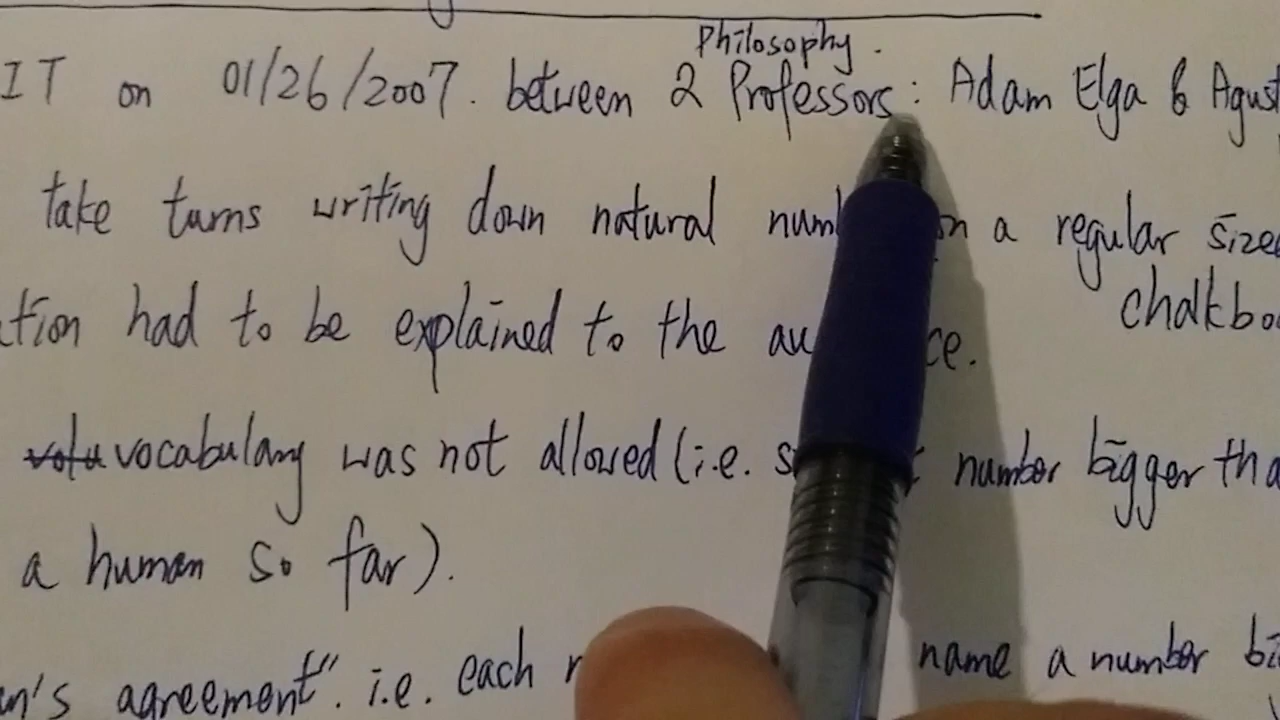 Philosophy.
IT on 01/26/2007. between 2 Professors: Adam Elga & Agust
take turns writing down natural num on a regular size
chalkbo
tion had to be explained to the au ce.
vocabulary was not allowed (i.e. s number bigger tha
a human so far).
n's agreement". i.e. each name a number bi